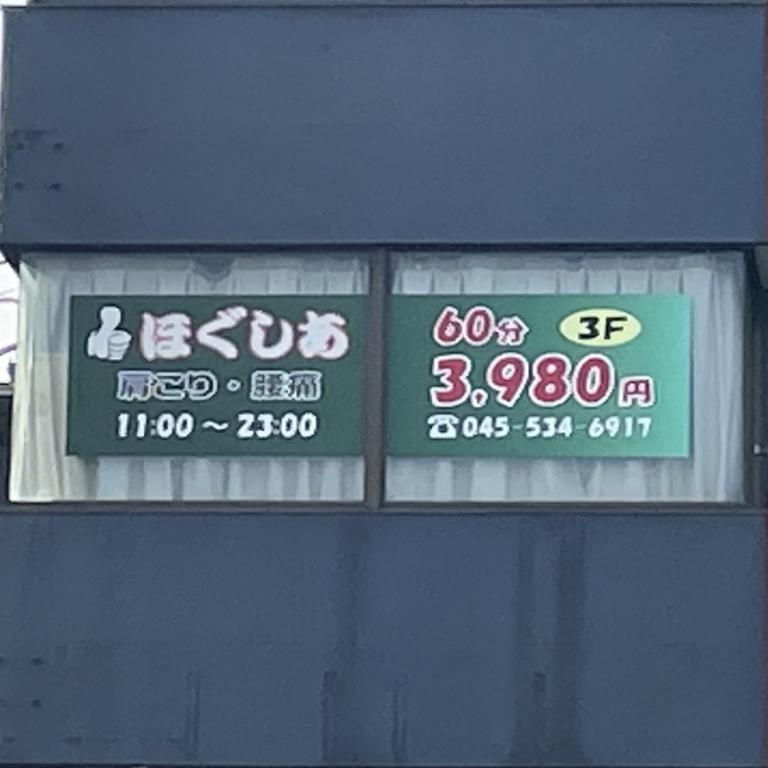 ほぐしあ
肩こり・腰痛
11:00～23:00
60分 3F
3,980円
☎045-534-6917